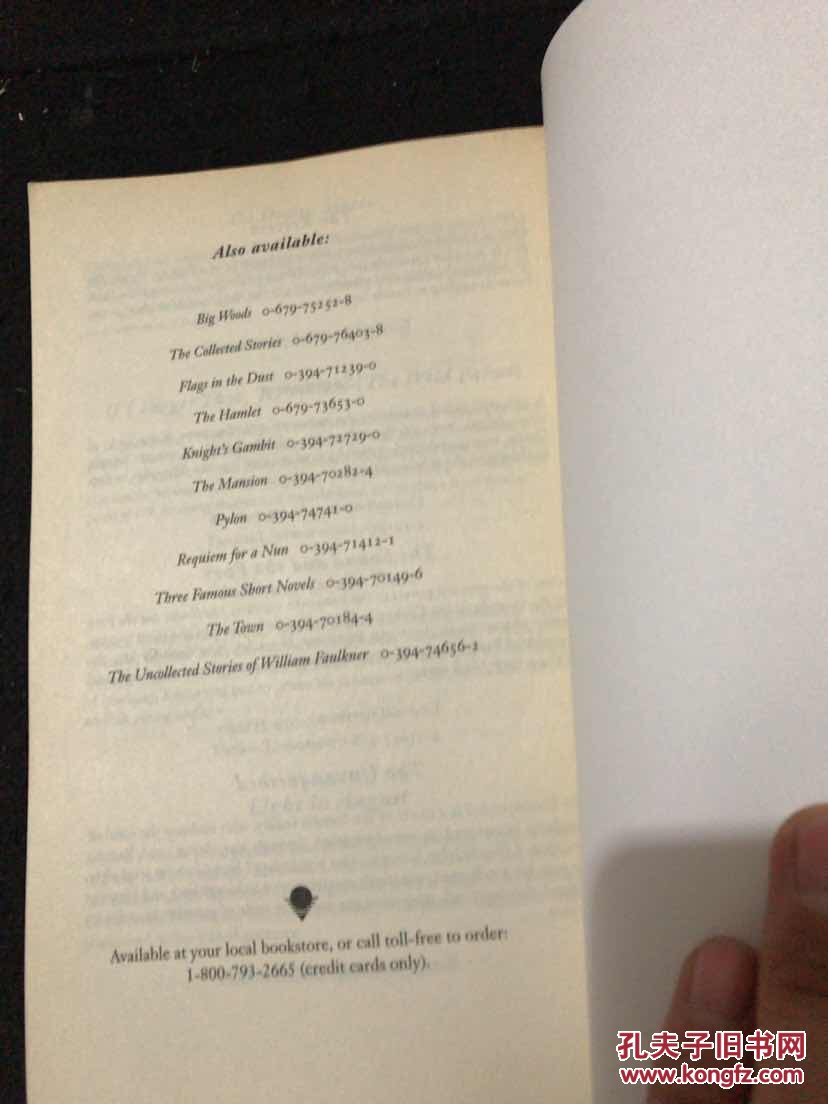 Also available:
Big Woods 0-679-75252-8
The Collected Stories 0-679-76403-8
Flags in the Dust 0-394-71239-0
The Hamlet 0-679-73653-0
Knight's Gambit 0-394-72729-0
The Mansion 0-394-70282-4
Pylon 0-394-74741-0
Requiem for a Nun 0-394-71412-1
Three Famous Short Novels 0-394-70149-6
The Town 0-394-70184-4
The Uncollected Stories of William Faulkner 0-394-74656-2
Available at your local bookstore, or call toll-free to order:
1-800-793-2665 (credit cards only).
孔夫子旧书网
www.kongfz.com